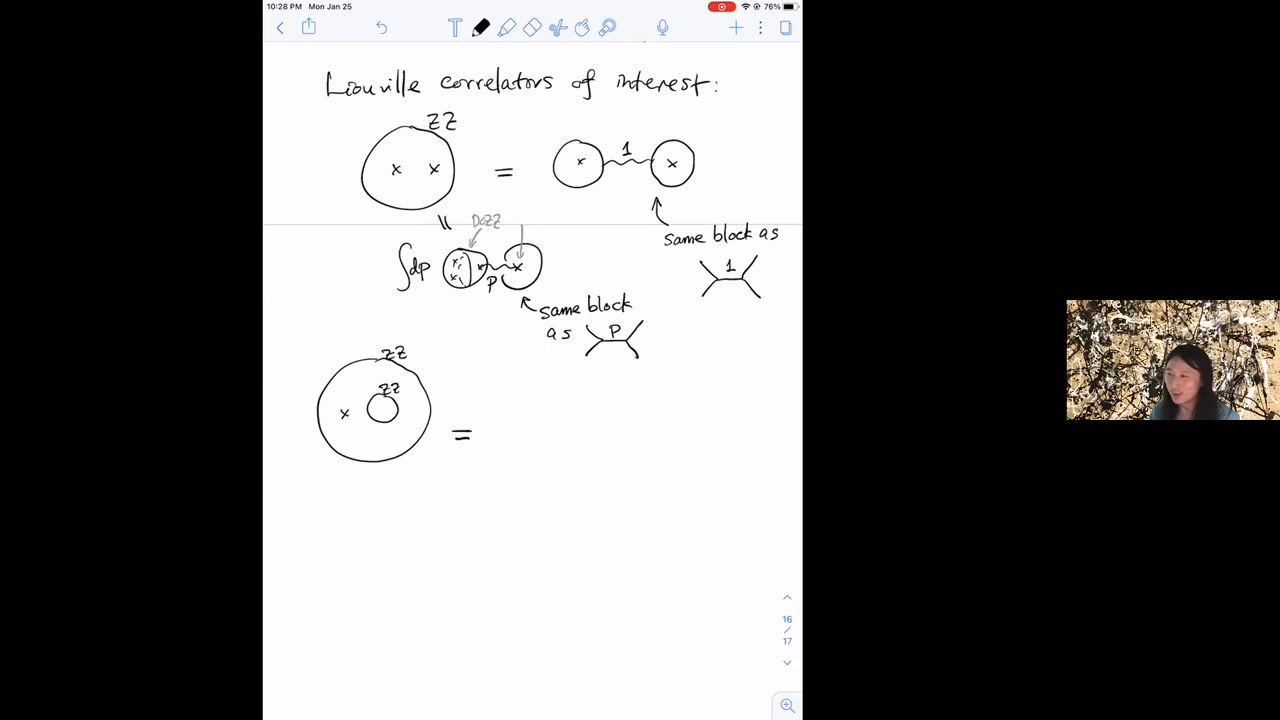 10:28 PM Mon Jan 25
76%
Liouville correlators of interest:
ZZ
x x = x 1 x
DOZZ
same block as
1
∫dp
x x x x
P
same block
as P
ZZ
ZZ
x
=
16
/
17